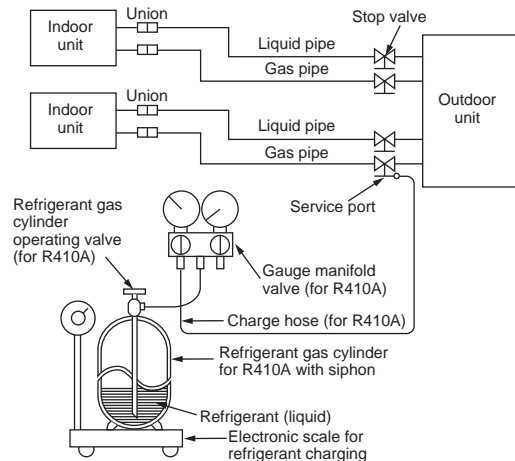 Indoor
unit
Union
Liquid pipe
Gas pipe
Stop valve
Outdoor
unit
Indoor
unit
Union
Liquid pipe
Gas pipe
Service port
Refrigerant gas
cylinder
operating valve
(for R410A)
Gauge manifold
valve (for R410A)
Charge hose (for R410A)
Refrigerant gas cylinder
for R410A with siphon
Refrigerant (liquid)
Electronic scale for
refrigerant charging